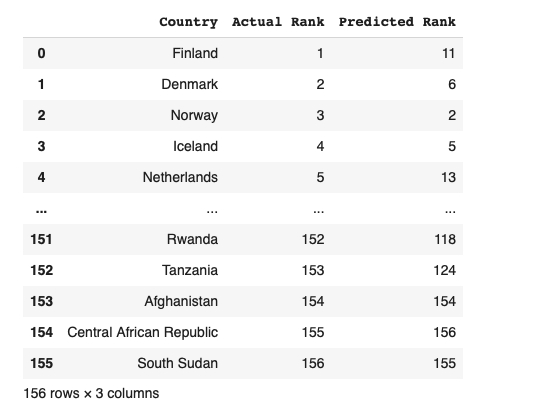 Country Actual Rank Predicted Rank
0 Finland 1 11
1 Denmark 2 6
2 Norway 3 2
3 Iceland 4 5
4 Netherlands 5 13
... ... ... ...
151 Rwanda 152 118
152 Tanzania 153 124
153 Afghanistan 154 154
154 Central African Republic 155 156
155 South Sudan 156 155
156 rows × 3 columns